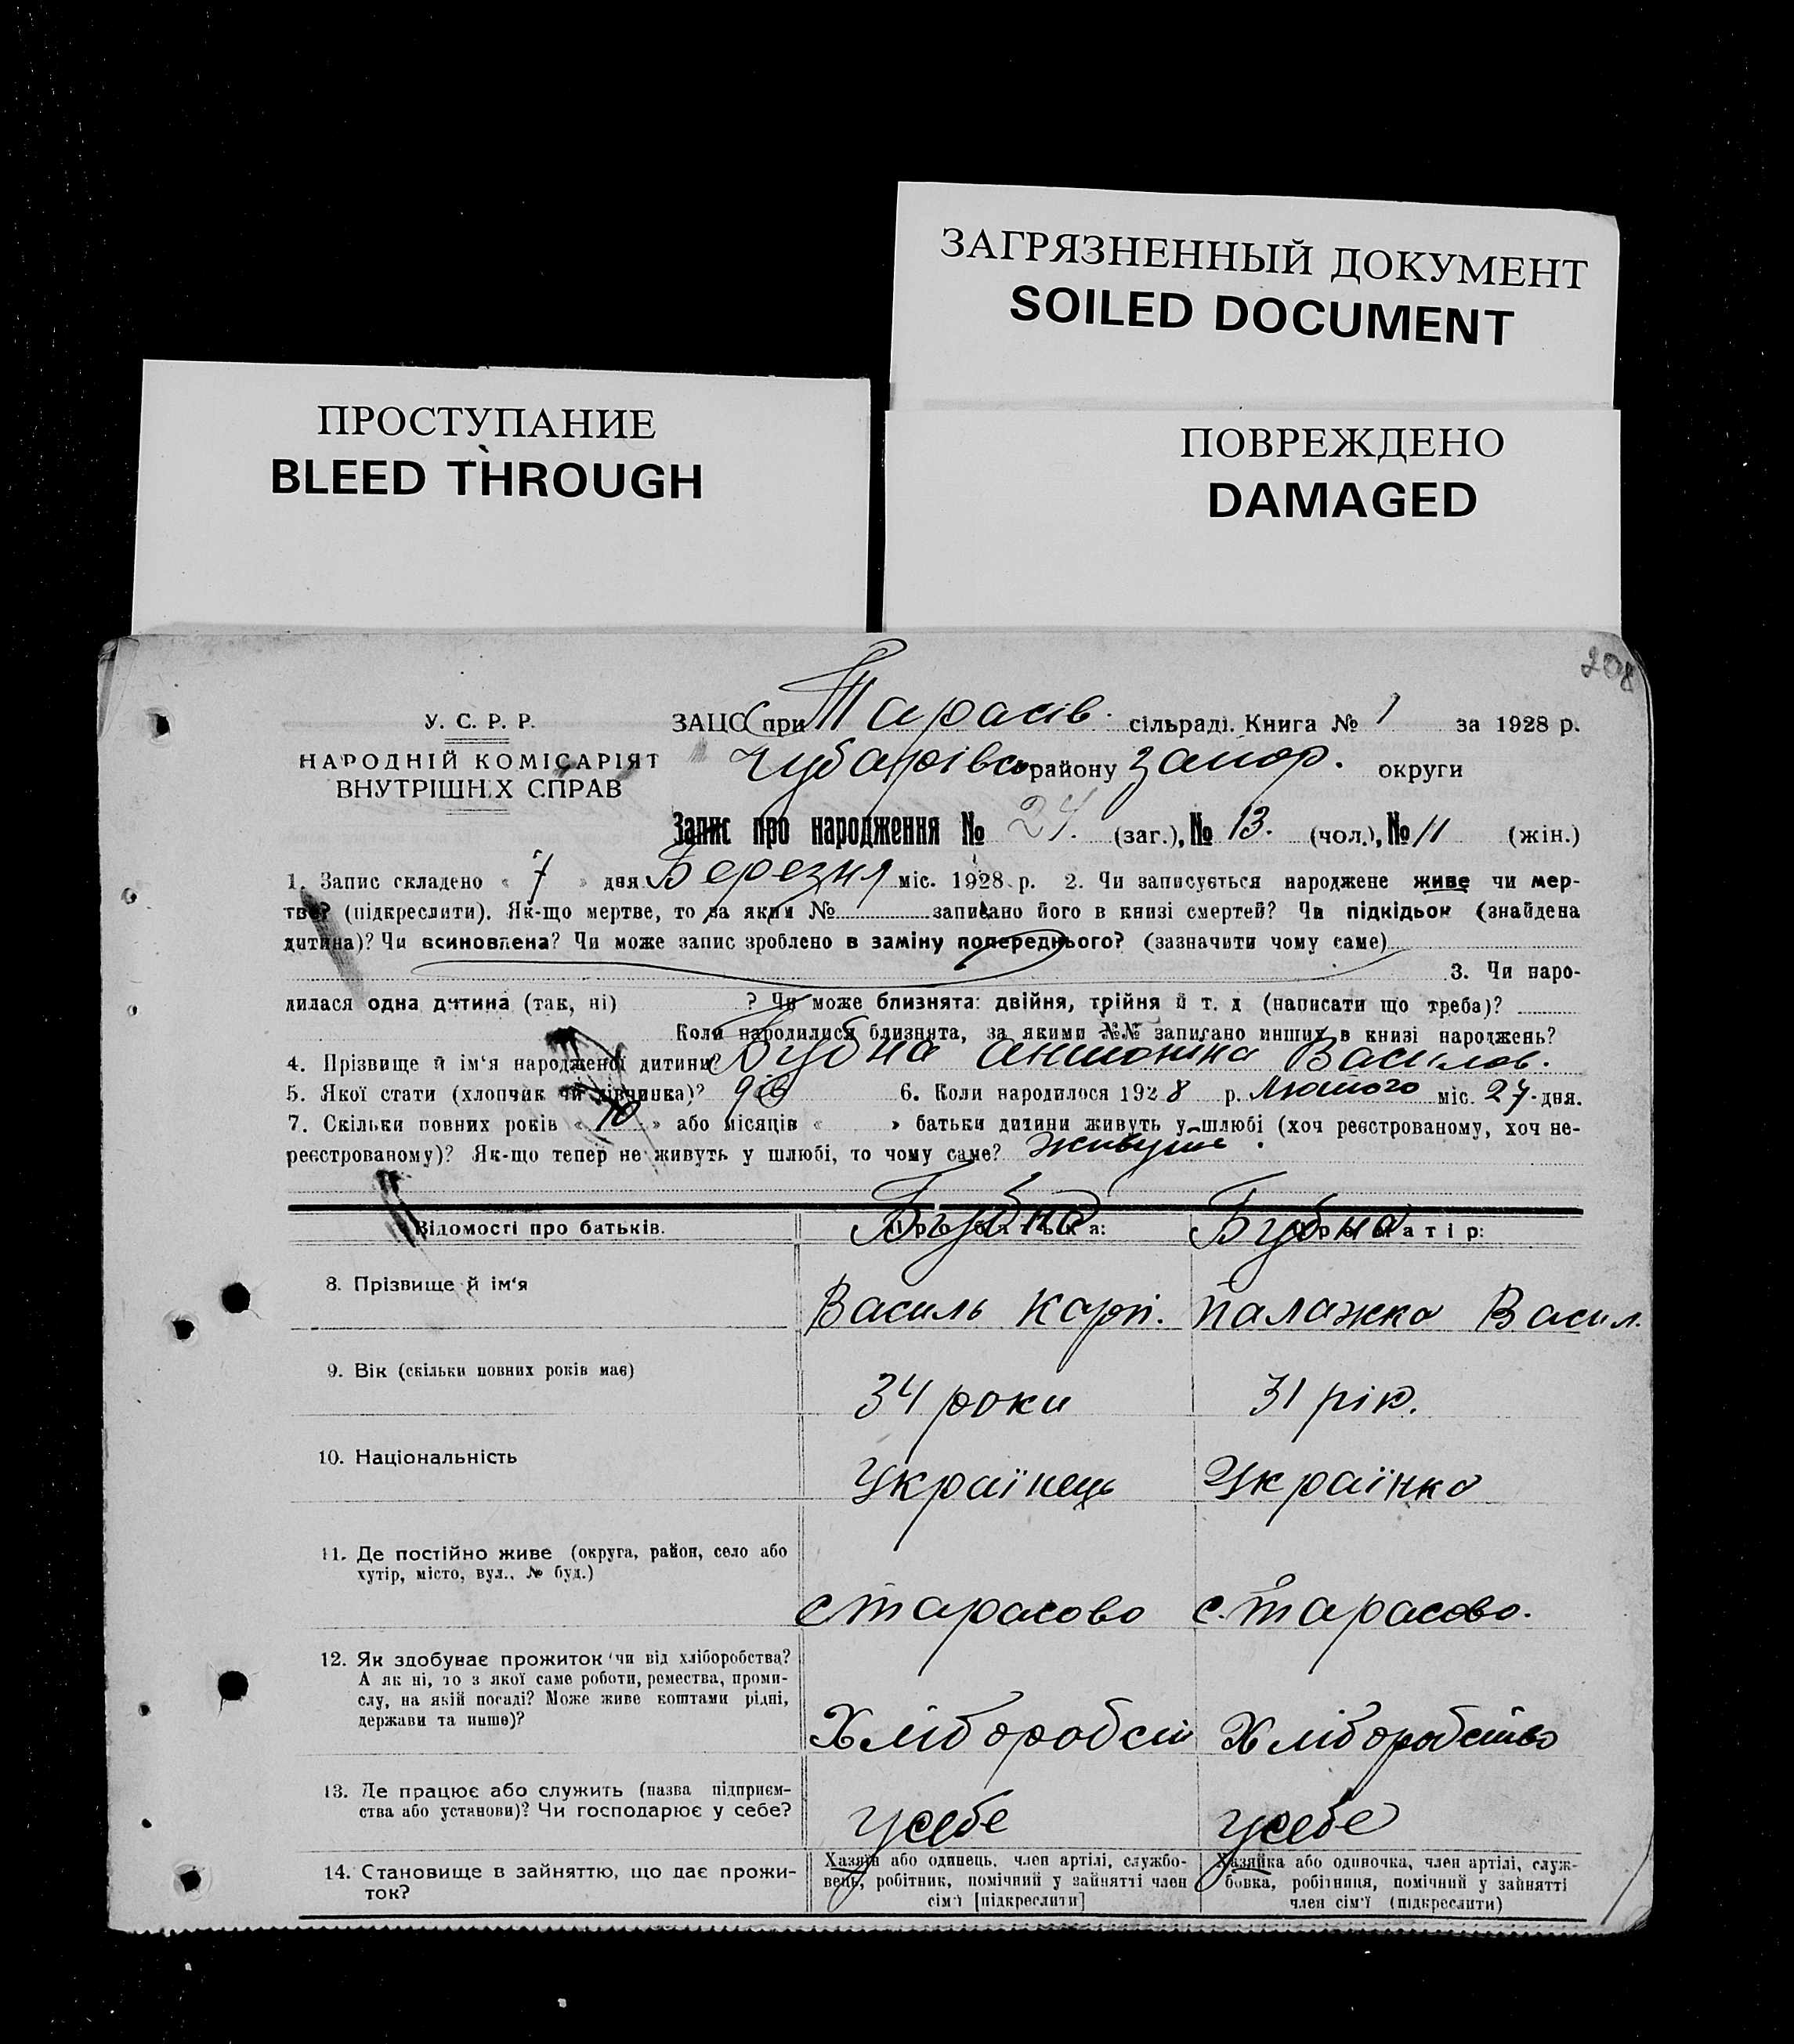 ЗАГРЯЗНЕННЫЙ ДОКУМЕНТ
SOILED DOCUMENT
ПРОСТУПАНИЕ
BLEED THROUGH
ПОВРЕЖДЕНО
DAMAGED
208
У. С. Р. Р.
НАРОДНІЙ КОМІСАРІЯТ
ВНУТРІШНІХ СПРАВ
ЗАЦС при Тарасів. сільраді. Книга № 1 за 1928 р.
Чубарівськ району Запор. округи
Запис про народження № 24. (заг.), № 13. (чол.), № 11 (жін.)
1. Запис складено « 7 » дня Березня міс. 1928 р. 2. Чи записується народжене живе чи мер-
тве? (підкреслити). Як-що мертве, то за яким № записано його в книзі смертей? Чи підкідьок (знайдена
дитина)? Чи всиновлена? Чи може запис зроблено в заміну попереднього? (зазначити чому саме)
3. Чи наро-
дилася одна дитина (так, ні) ? Чи може близнята: двійня, трійня й т. д (написати що треба)?
Коли народилися близнята, за якими №№ записано инших в книзі народжень?
4. Прізвище й ім'я народженої дитини? Бубна Антоніна Василов.
5. Якої стати (хлопчик чи дівчинка)? 6. Коли народилося 1928 р. Лютого міс. 27 дня.
7. Скільки повних років « 10 » або місяців « » батьки дитини живуть у шлюбі (хоч реєстрованому, хоч не-
реєстрованому)? Як-що тепер не живуть у шлюбі, то чому саме? живуть.
Відомості про батьків. Про батька: Про матір:
Бубна Бубна
8. Прізвище й ім'я Василь Карп. Палажка Васил.
9. Вік (скільки повних років має) 34 роки 31 рік.
10. Національність Українець Українка
11. Де постійно живе (округа, район, село або
хутір, місто, вул., № буд.)
с Тарасово с. Тарасово.
12. Як здобуває прожиток (чи від хліборобства?
А як ні, то з якої саме роботи, ремества, проми-
слу, на якій посаді? Може живе коштами рідні,
держави та инше)?
Хліборобст Хліборобство
13. Де працює або служить (назва підприєм-
ства або установи)? Чи господарює у себе?
у себе у себе
14. Становище в зайняттю, що дає прожи-
ток?
Хазяїн або одинець, член артілі, службо-
вець, робітник, помічний у зайнятті член
сім'ї [підкреслити]
Хазяйка або одиночка, член артілі, служ-
бовка, робітниця, помічний у зайнятті
член сім'ї (підкреслити)